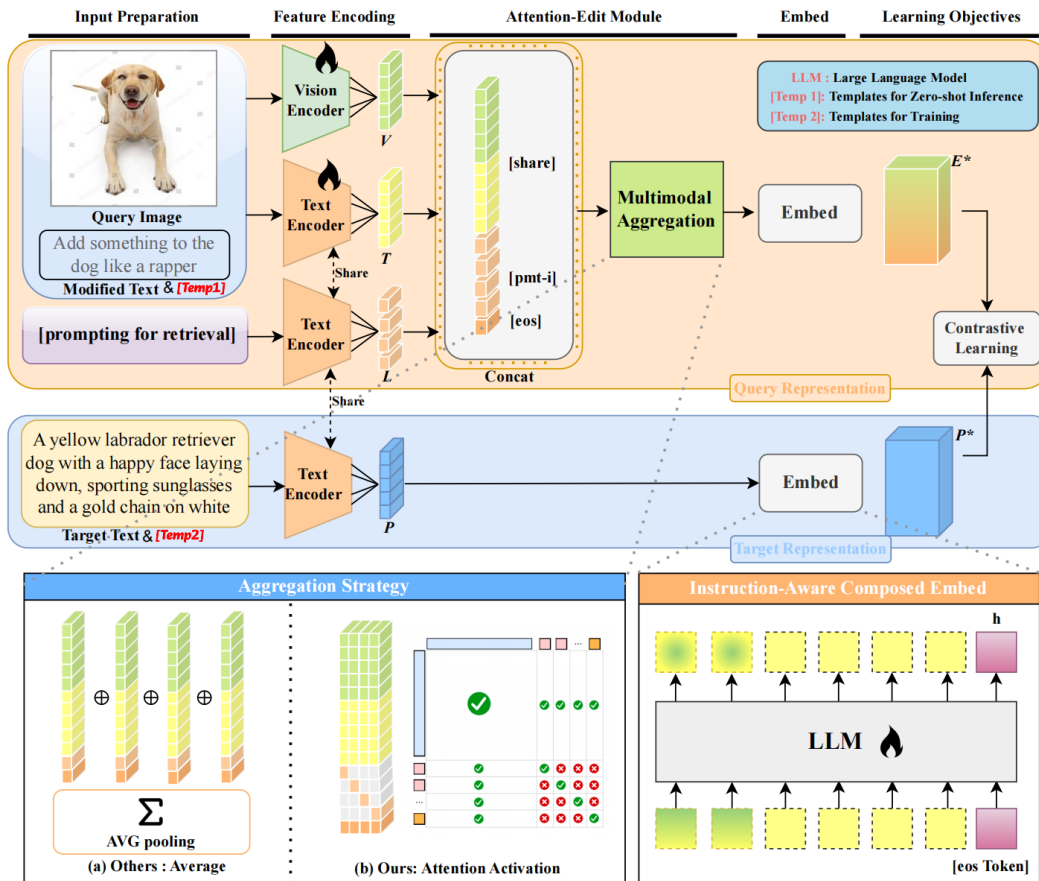 Input Preparation
Feature Encoding
Attention-Edit Module
Embed
Learning Objectives
Query Image
Add something to the
dog like a rapper
Modified Text & [Temp1]
[prompting for retrieval]
Vision
Encoder
V
Text
Encoder
T
Share
Text
Encoder
L
Share
[share]
[pmt-i]
[eos]
Concat
Multimodal
Aggregation
Embed
LLM : Large Language Model
[Temp 1]: Templates for Zero-shot Inference
[Temp 2]: Templates for Training
E*
Contrastive
Learning
Query Representation
A yellow labrador retriever
dog with a happy face laying
down, sporting sunglasses
and a gold chain on white
Target Text & [Temp2]
Text
Encoder
P
Embed
P*
Target Representation
Aggregation Strategy
Σ
AVG pooling
(a) Others : Average
...
...
(b) Ours: Attention Activation
Instruction-Aware Composed Embed
h
LLM
[eos Token]